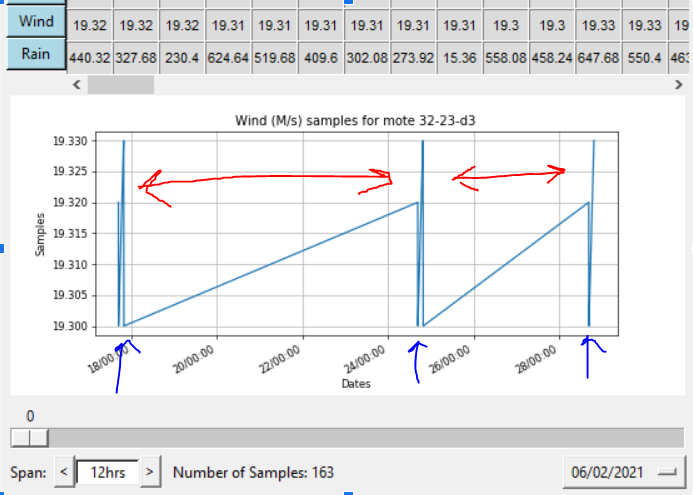 Wind 19.32 19.32 19.32 19.31 19.31 19.31 19.31 19.31 19.31 19.3 19.3 19.33 19.33 19.
Rain 440.32 327.68 230.4 624.64 519.68 409.6 302.08 273.92 15.36 558.08 458.24 647.68 550.4 463
< >
Wind (M/s) samples for mote 32-23-d3
19.330
19.325
19.320
19.315
19.310
19.305
19.300
Samples
18/00:00 20/00:00 22/00:00 24/00:00 26/00:00 28/00:00
Dates
0
Span: < 12hrs > Number of Samples: 163 06/02/2021